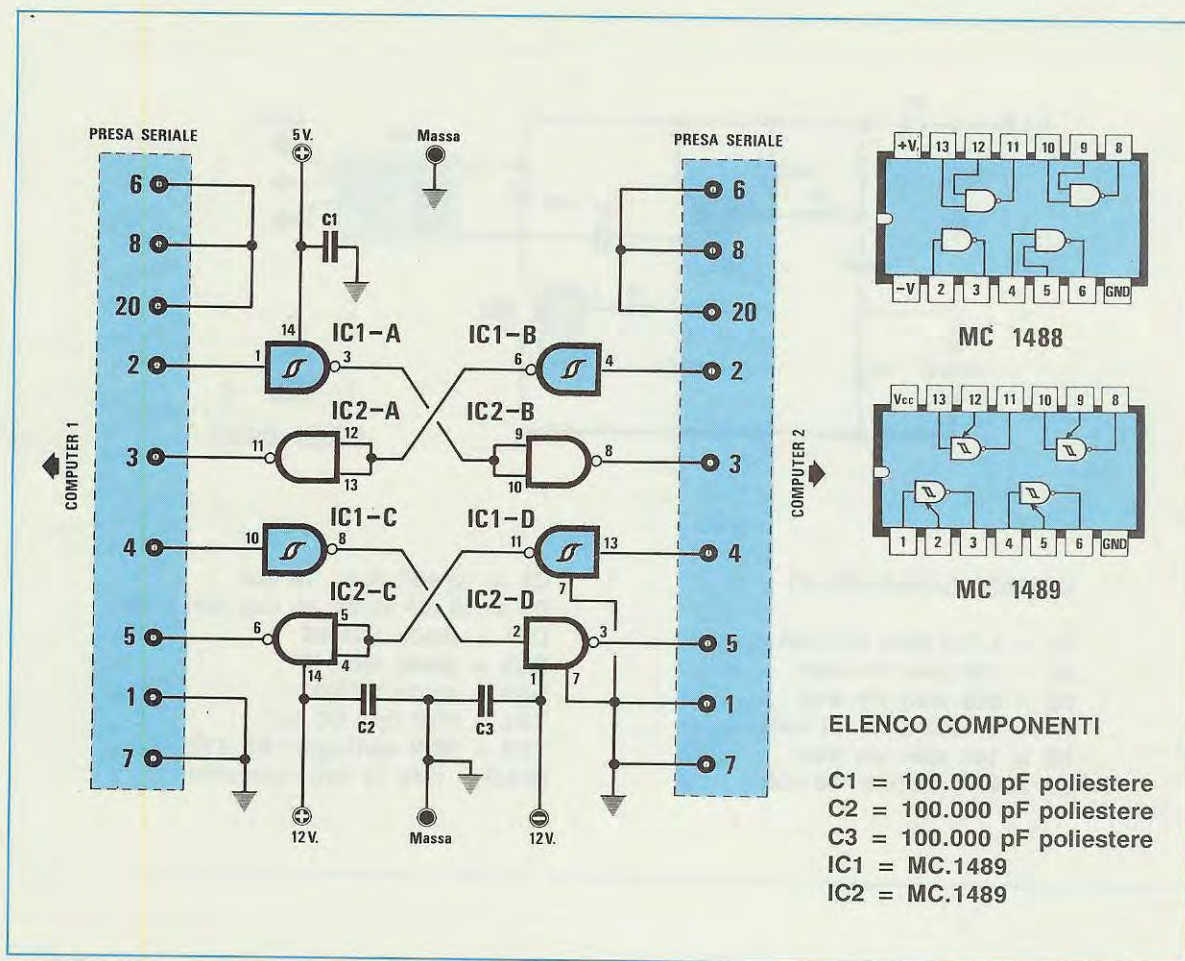 PRESA SERIALE
6
8
20
2
3
4
5
1
7
COMPUTER 1
5V.
Massa
C1
14
IC1-A
1
3
IC1-B
6
4
IC2-A
11
12
13
IC2-B
9
10
8
IC1-C
10
8
IC1-D
11
13
7
IC2-C
6
5
4
14
IC2-D
2
3
1
7
C2
C3
12V.
Massa
12V.
PRESA SERIALE
6
8
20
2
3
4
5
1
7
COMPUTER 2
+V.
13
12
11
10
9
8
-V
2
3
4
5
6
GND
MC 1488
Vcc
13
12
11
10
9
8
1
2
3
4
5
6
GND
MC 1489
ELENCO COMPONENTI
C1 = 100.000 pF poliestere
C2 = 100.000 pF poliestere
C3 = 100.000 pF poliestere
IC1 = MC.1489
IC2 = MC.1489